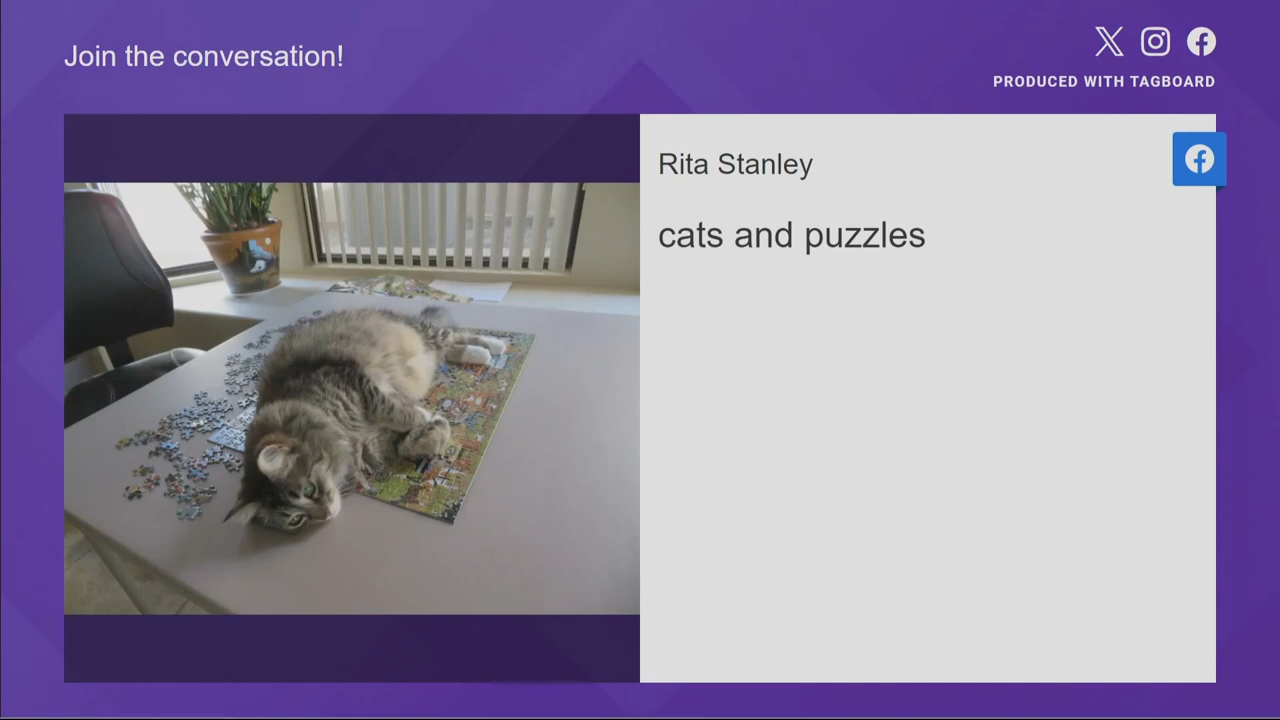 Join the conversation!
PRODUCED WITH TAGBOARD
Rita Stanley
cats and puzzles